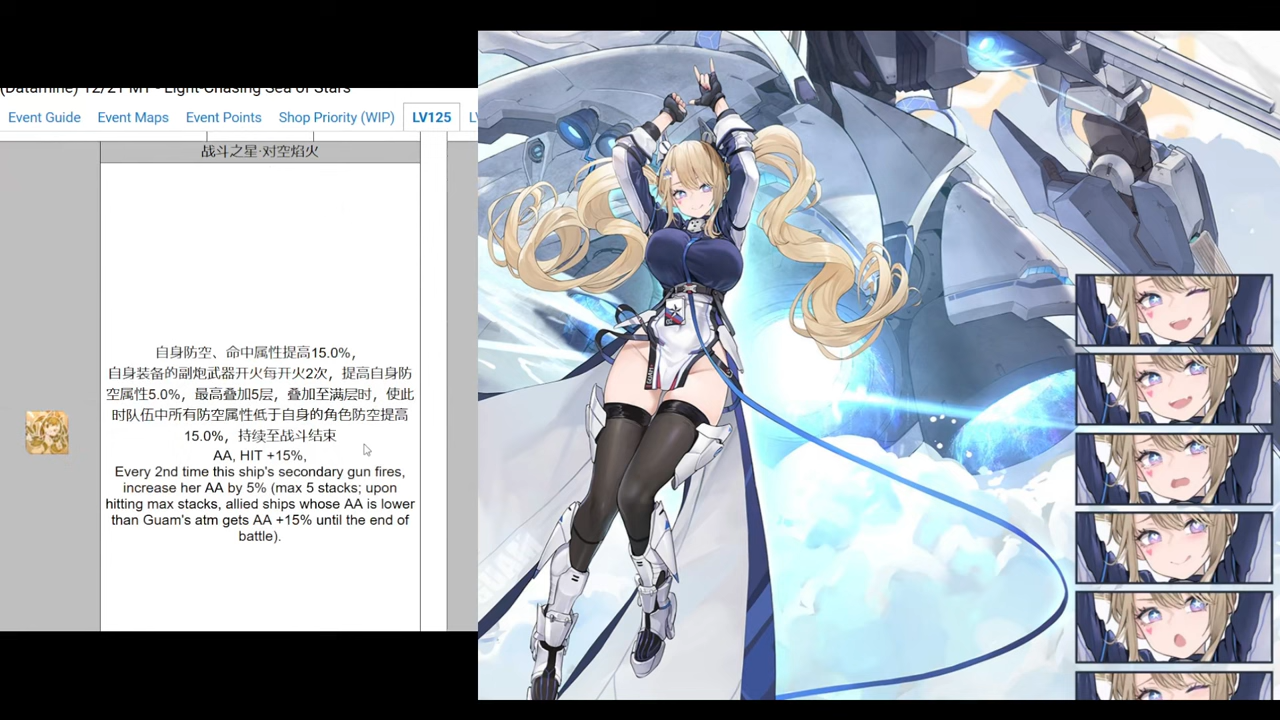 (Datamine) 12/21 MT - Light-Chasing Sea of Stars
Event Guide Event Maps Event Points Shop Priority (WIP) LV125
战斗之星·对空焰火
自身防空、命中属性提高15.0%，
自身装备的副炮武器开火每开火2次，提高自身防
空属性5.0%，最高叠加5层，叠加至满层时，使此
时队伍中所有防空属性低于自身的角色防空提高
15.0%，持续至战斗结束
AA, HIT +15%,
Every 2nd time this ship's secondary gun fires,
increase her AA by 5% (max 5 stacks; upon
hitting max stacks, allied ships whose AA is lower
than Guam's atm gets AA +15% until the end of
battle).
GUAM